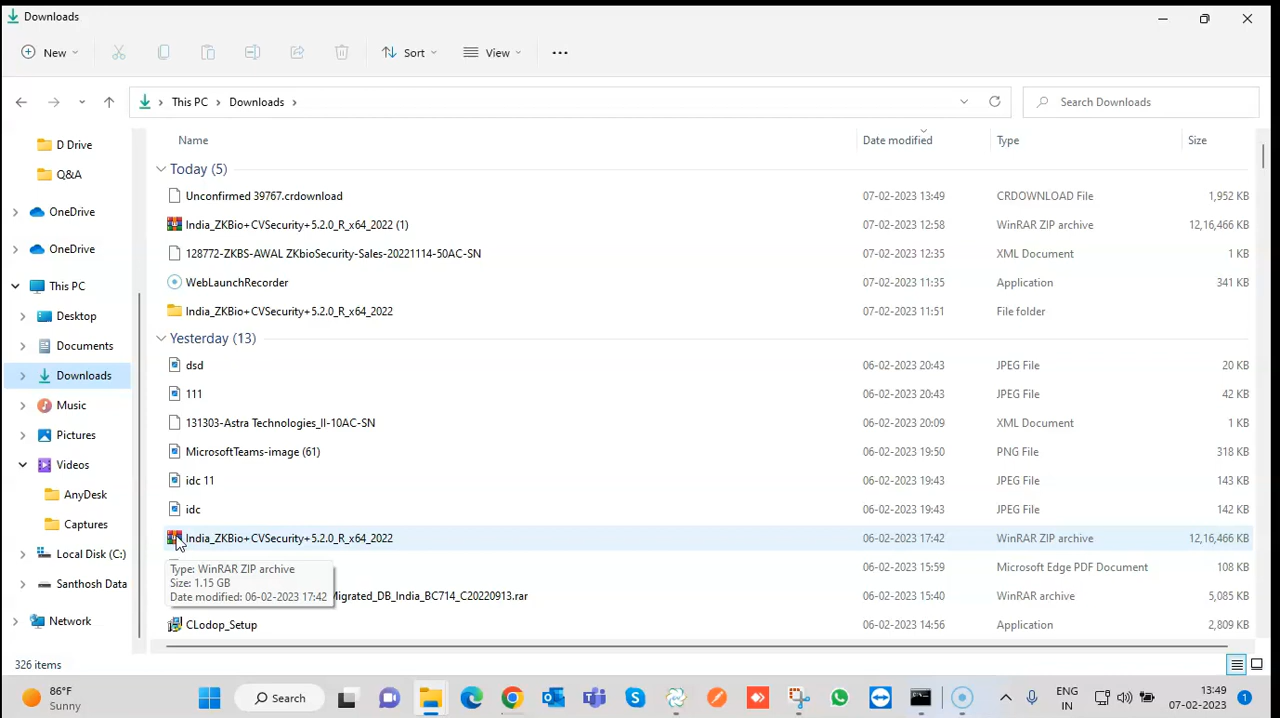 Downloads
New
Sort
View
This PC
Downloads
Search Downloads
D Drive
Q&A
OneDrive
OneDrive
This PC
Desktop
Documents
Downloads
Music
Pictures
Videos
AnyDesk
Captures
Local Disk (C:)
Santhosh Data
Network
Name Date modified Type Size
Today (5)
Unconfirmed 39767.crdownload 07-02-2023 13:49 CRDOWNLOAD File 1,952 KB
India_ZKBio+CVSecurity+5.2.0_R_x64_2022 (1) 07-02-2023 12:58 WinRAR ZIP archive 12,16,466 KB
128772-ZKBS-AWAL ZKbioSecurity-Sales-20221114-50AC-SN 07-02-2023 12:35 XML Document 1 KB
WebLaunchRecorder 07-02-2023 11:35 Application 341 KB
India_ZKBio+CVSecurity+5.2.0_R_x64_2022 07-02-2023 11:51 File folder
Yesterday (13)
dsd 06-02-2023 20:43 JPEG File 20 KB
111 06-02-2023 20:43 JPEG File 42 KB
131303-Astra Technologies_II-10AC-SN 06-02-2023 20:09 XML Document 1 KB
MicrosoftTeams-image (61) 06-02-2023 19:50 PNG File 318 KB
idc 11 06-02-2023 19:43 JPEG File 143 KB
idc 06-02-2023 19:43 JPEG File 142 KB
India_ZKBio+CVSecurity+5.2.0_R_x64_2022 06-02-2023 17:42 WinRAR ZIP archive 12,16,466 KB
06-02-2023 15:59 Microsoft Edge PDF Document 108 KB
Migrated_DB_India_BC714_C20220913.rar 06-02-2023 15:40 WinRAR archive 5,085 KB
CLodop_Setup 06-02-2023 14:56 Application 2,809 KB
Type: WinRAR ZIP archive
Size: 1.15 GB
Date modified: 06-02-2023 17:42
326 items
86°F
Sunny
Search
ENG
IN
13:49
07-02-2023
1